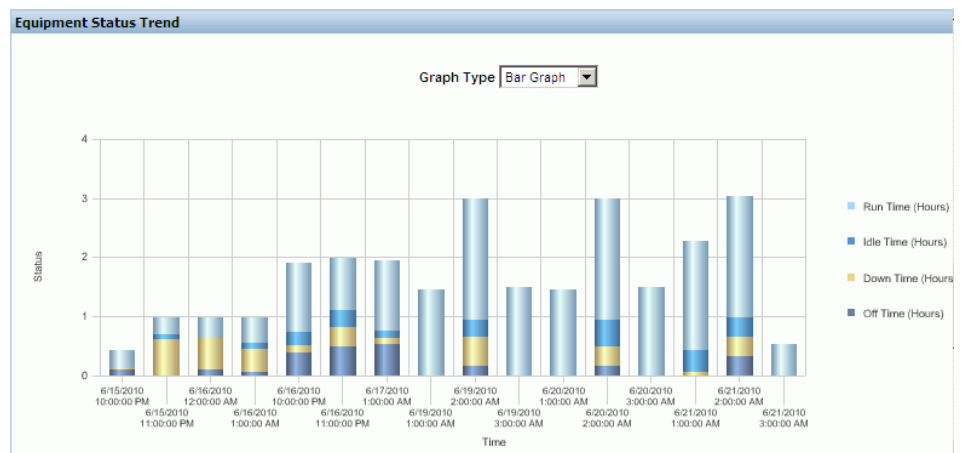 Equipment Status Trend
Graph Type Bar Graph
4
3
2
1
0
Status
Run Time (Hours)
Idle Time (Hours)
Down Time (Hours
Off Time (Hours)
6/15/2010
10:00:00 PM
6/15/2010
11:00:00 PM
6/16/2010
12:00:00 AM
6/16/2010
1:00:00 AM
6/16/2010
10:00:00 PM
6/16/2010
11:00:00 PM
6/17/2010
1:00:00 AM
6/19/2010
1:00:00 AM
6/19/2010
2:00:00 AM
6/19/2010
3:00:00 AM
6/20/2010
1:00:00 AM
6/20/2010
2:00:00 AM
6/20/2010
3:00:00 AM
6/21/2010
1:00:00 AM
6/21/2010
2:00:00 AM
6/21/2010
3:00:00 AM
Time